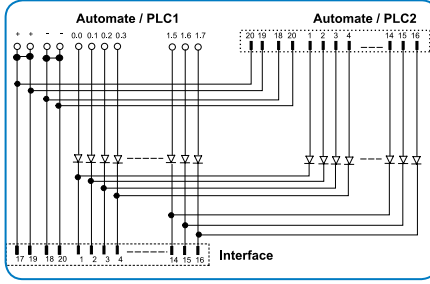 Automate / PLC1 Automate / PLC2
+ + - - 0.0 0.1 0.2 0.3 1.5 1.6 1.7
20 19 18 20 1 2 3 4 14 15 16
17 19 18 20 1 2 3 4 14 15 16 Interface